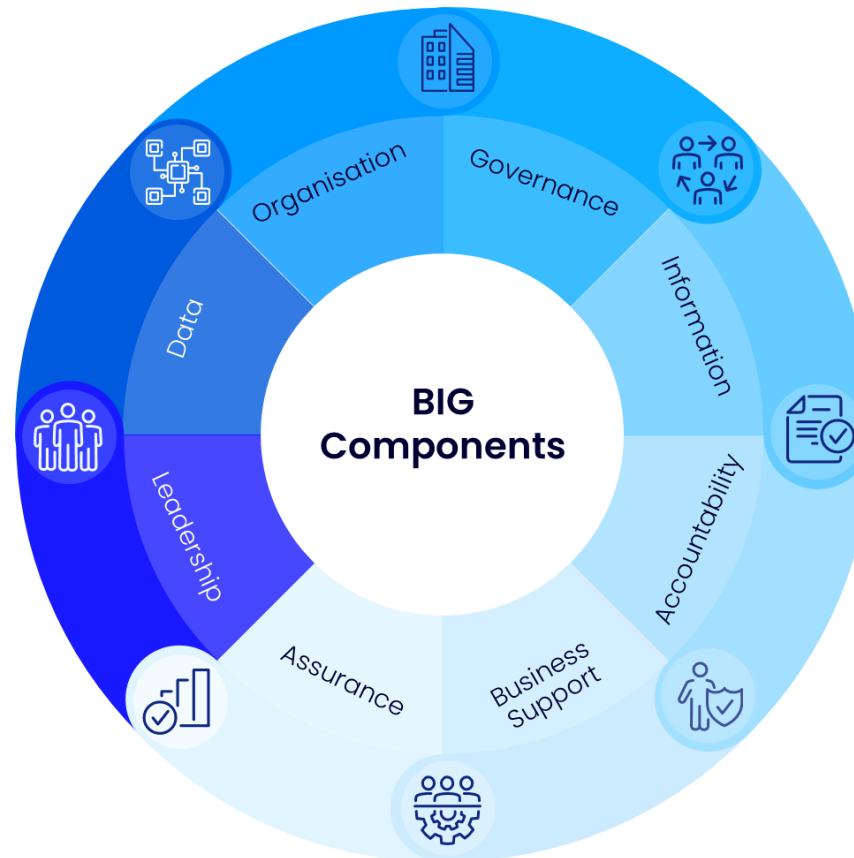 BIG
Components
Organisation
Governance
Information
Accountability
Business
Support
Assurance
Leadership
Data